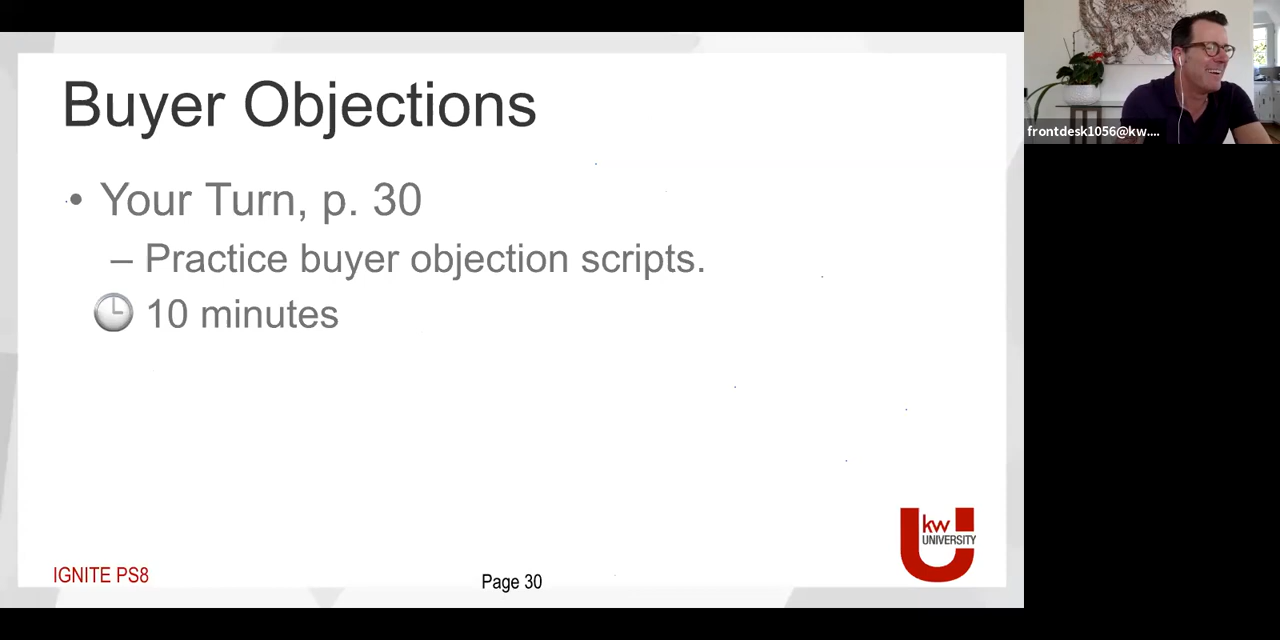 Buyer Objections
• Your Turn, p. 30
– Practice buyer objection scripts.
10 minutes
IGNITE PS8
Page 30
kw
UNIVERSITY
frontdesk1056@kw....